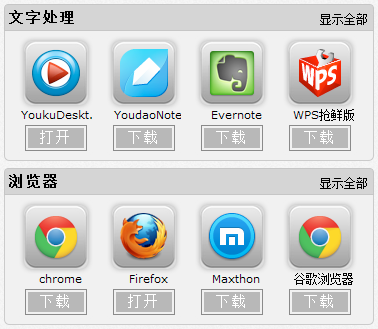 文字处理 显示全部
WPS
YoukuDeskt. YoudaoNote Evernote WPS抢鲜版
打开 下载 下载 下载
浏览器 显示全部
chrome Firefox Maxthon 谷歌浏览器
下载 打开 下载 下载